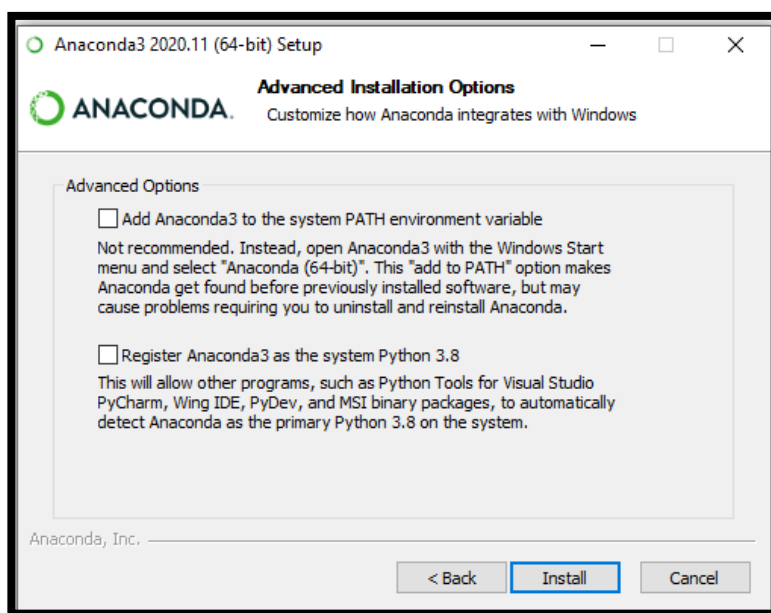 Anaconda3 2020.11 (64-bit) Setup
ANACONDA.
Advanced Installation Options
Customize how Anaconda integrates with Windows
Advanced Options
Add Anaconda3 to the system PATH environment variable
Not recommended. Instead, open Anaconda3 with the Windows Start
menu and select "Anaconda (64-bit)". This "add to PATH" option makes
Anaconda get found before previously installed software, but may
cause problems requiring you to uninstall and reinstall Anaconda.
Register Anaconda3 as the system Python 3.8
This will allow other programs, such as Python Tools for Visual Studio
PyCharm, Wing IDE, PyDev, and MSI binary packages, to automatically
detect Anaconda as the primary Python 3.8 on the system.
Anaconda, Inc.
< Back Install Cancel